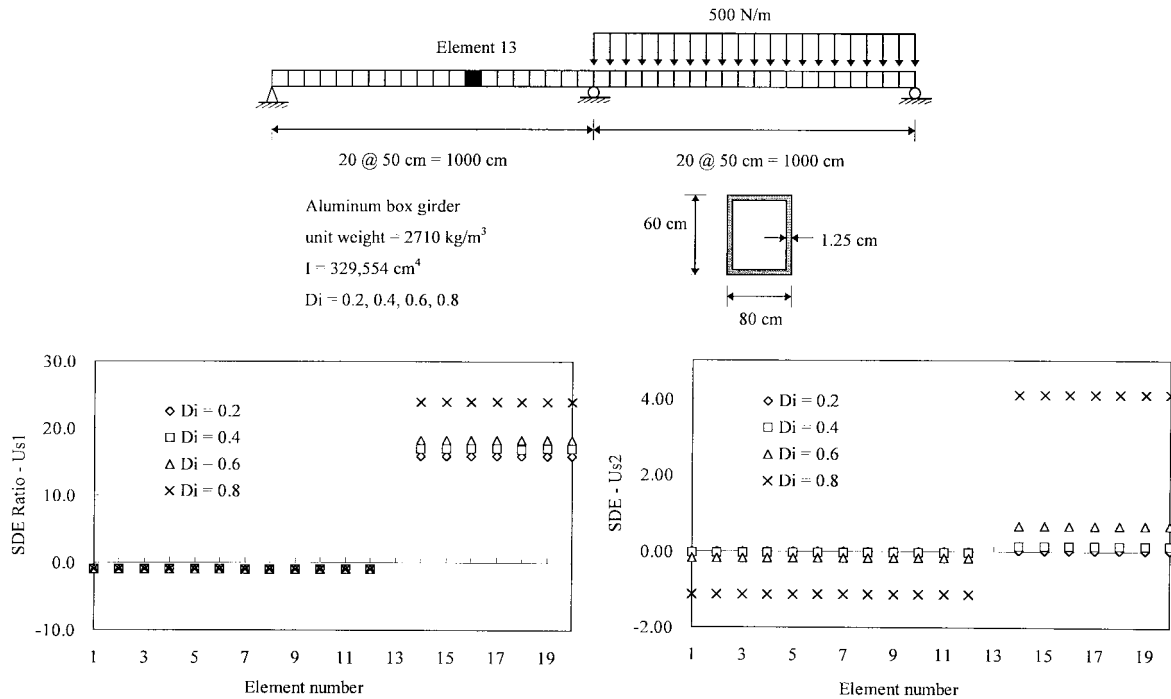 500 N/m
Element 13
20 @ 50 cm = 1000 cm
20 @ 50 cm = 1000 cm
Aluminum box girder
unit weight = 2710 kg/m³
I = 329,554 cm⁴
Di = 0.2, 0.4, 0.6, 0.8
60 cm
1.25 cm
80 cm
30.0
20.0
10.0
0.0
-10.0
SDE Ratio - Us1
Di = 0.2
Di = 0.4
Di = 0.6
Di = 0.8
1 3 5 7 9 11 13 15 17 19
Element number
4.00
2.00
0.00
-2.00
SDE - Us2
Di = 0.2
Di = 0.4
Di = 0.6
Di = 0.8
1 3 5 7 9 11 13 15 17 19
Element number